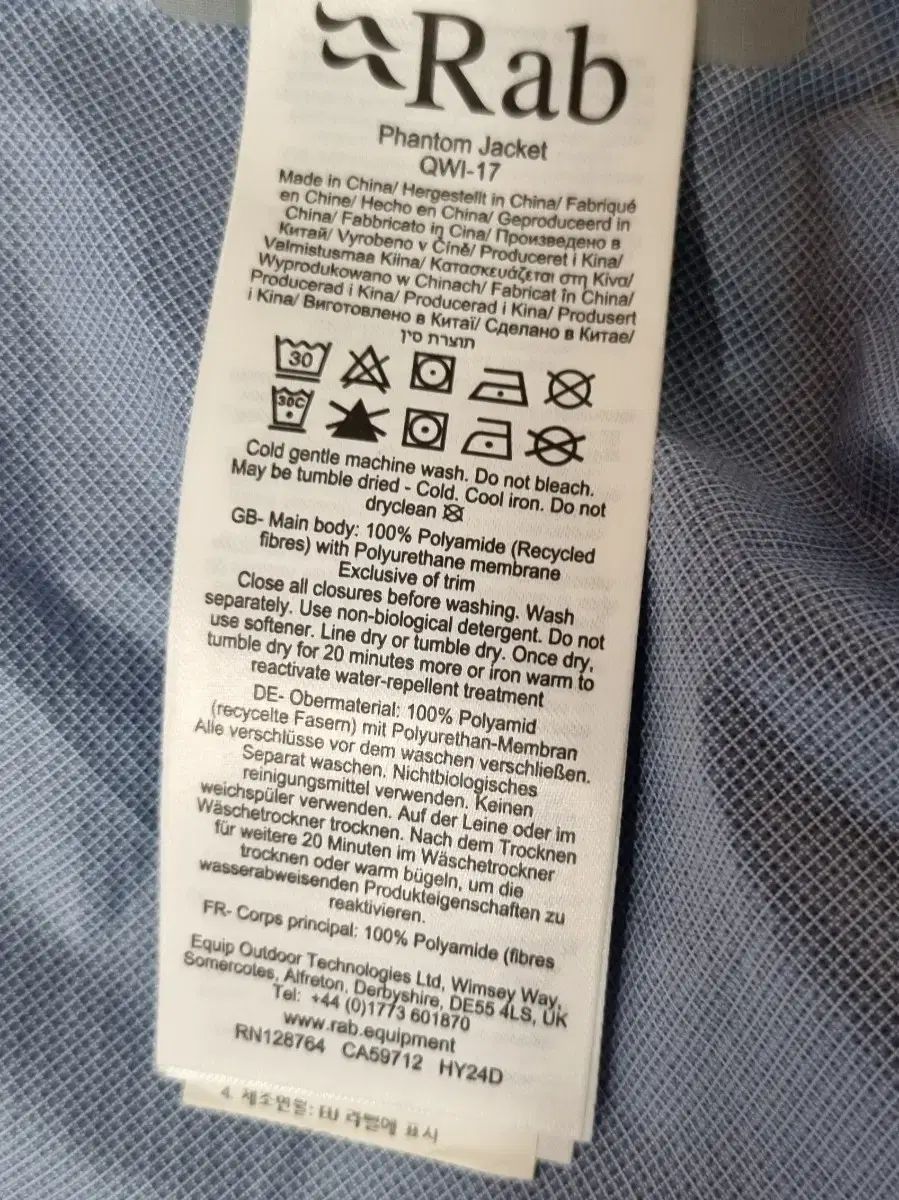 Rab
Phantom Jacket
QWI-17
Made in China/ Hergestellt in China/ Fabriqué
en Chine/ Hecho en China/ Geproduceerd in
China/ Fabbricato in Cina/ Произведено в
Китай/ Vyrobeno v Číně/ Produceret i Kina/
Valmistusmaa Kiina/ Κατασκευάζεται στη Κίνα/
Wyprodukowano w Chinach/ Fabricat în China/
Producerad i Kina/ Producerad i Kina/ Produsert
i Kina/ Виготовлено в Китаї/ Сделано в Китае/
תוצרת סין
30
30C
Cold gentle machine wash. Do not bleach.
May be tumble dried - Cold. Cool iron. Do not
dryclean
GB- Main body: 100% Polyamide (Recycled
fibres) with Polyurethane membrane
Exclusive of trim
Close all closures before washing. Wash
separately. Use non-biological detergent. Do not
use softener. Line dry or tumble dry. Once dry,
tumble dry for 20 minutes more or iron warm to
reactivate water-repellent treatment
DE- Obermaterial: 100% Polyamid
(recycelte Fasern) mit Polyurethan-Membran
Alle verschlüsse vor dem waschen verschließen.
Separat waschen. Nichtbiologisches
reinigungsmittel verwenden. Keinen
weichspüler verwenden. Auf der Leine oder im
Wäschetrockner trocknen. Nach dem Trocknen
für weitere 20 Minuten im Wäschetrockner
trocknen oder warm bügeln, um die
wasserabweisenden Produkteigenschaften zu
reaktivieren.
FR- Corps principal: 100% Polyamide (fibres
Equip Outdoor Technologies Ltd, Wimsey Way,
Somercotes, Alfreton, Derbyshire, DE55 4LS, UK
Tel: +44 (0)1773 601870
www.rab.equipment
RN128764 CA59712 HY24D
4. 제조연월: EU 라벨에 표시